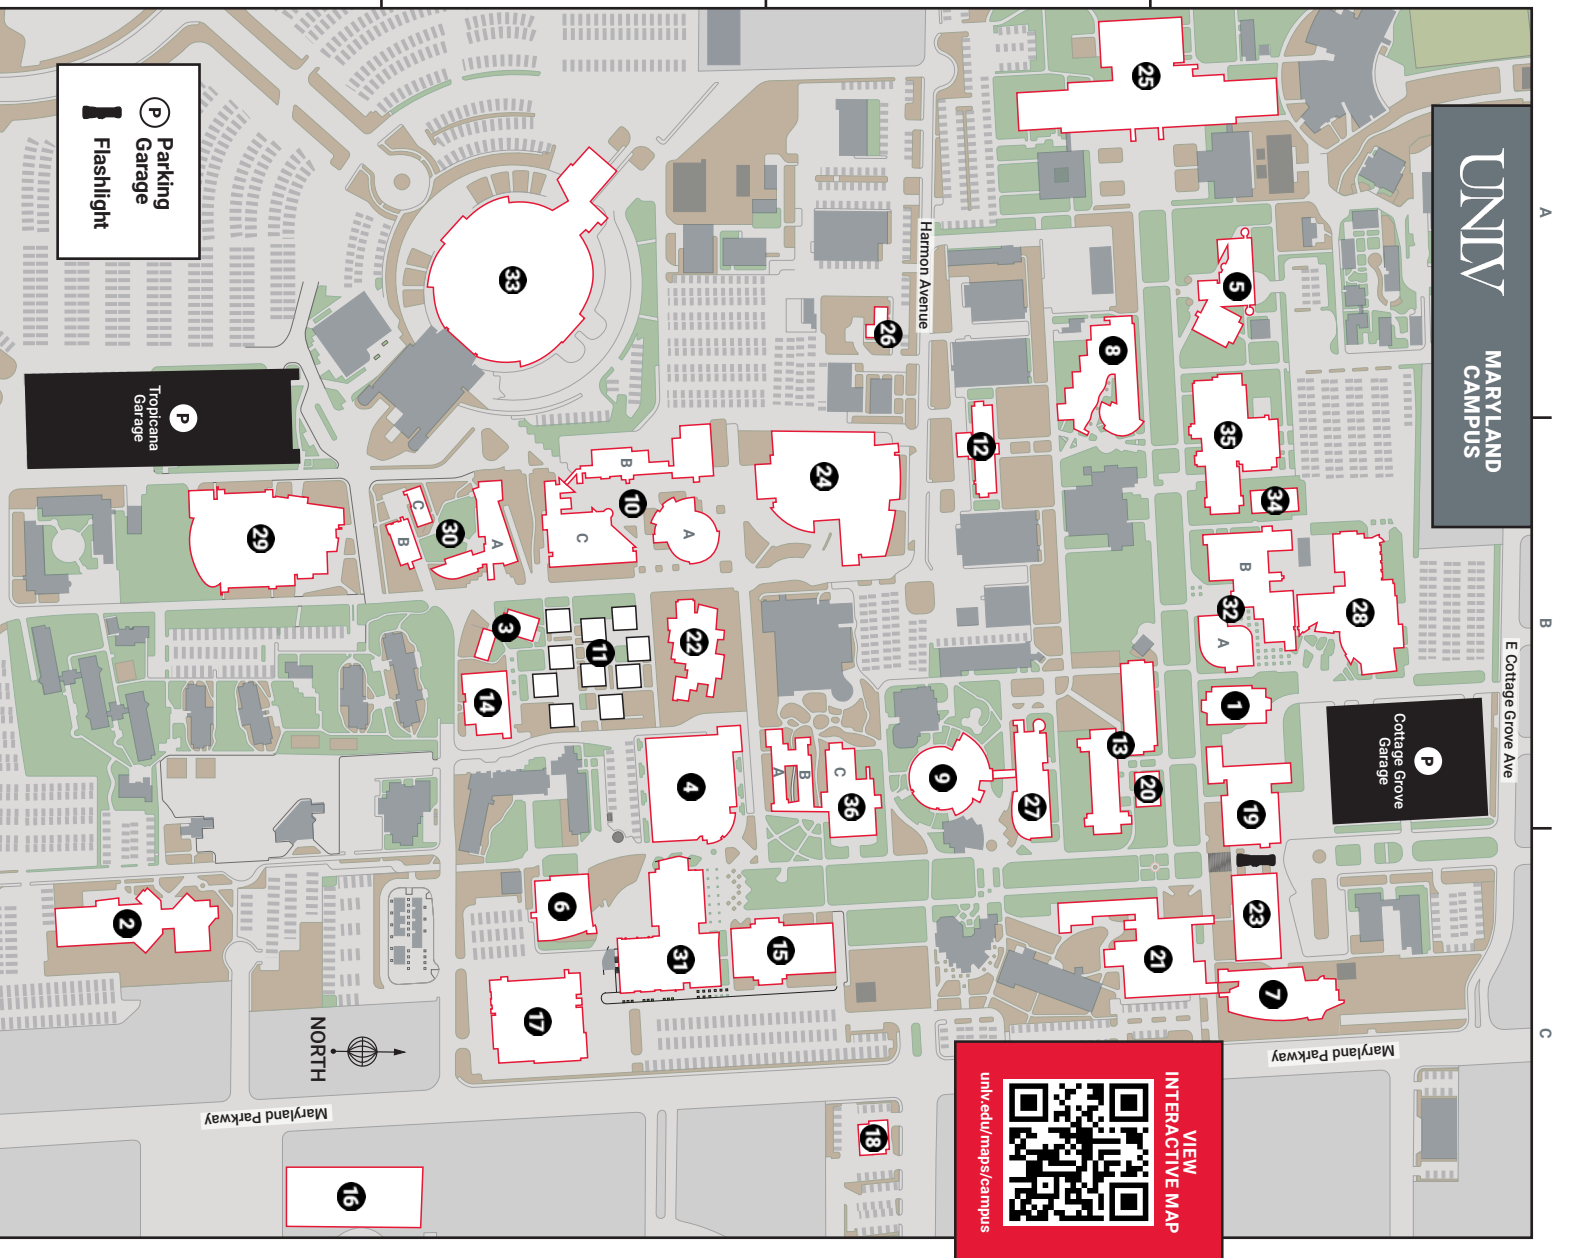 UNLV
MARYLAND
CAMPUS
A
B
C
E Cottage Grove Ave
P
Cottage Grove
Garage
25
5
8
35
34
12
B
32
A
28
1
13
20
19
27
9
23
21
7
Maryland Parkway
Harmon Avenue
26
24
33
B
10
A
C
22
11
3
14
30
A
B
C
29
P
Tropicana
Garage
4
A
B
C
36
6
31
15
17
2
18
16
Maryland Parkway
NORTH
P
Parking
Garage
Flashlight
VIEW
INTERACTIVE MAP
unlv.edu/maps/campus